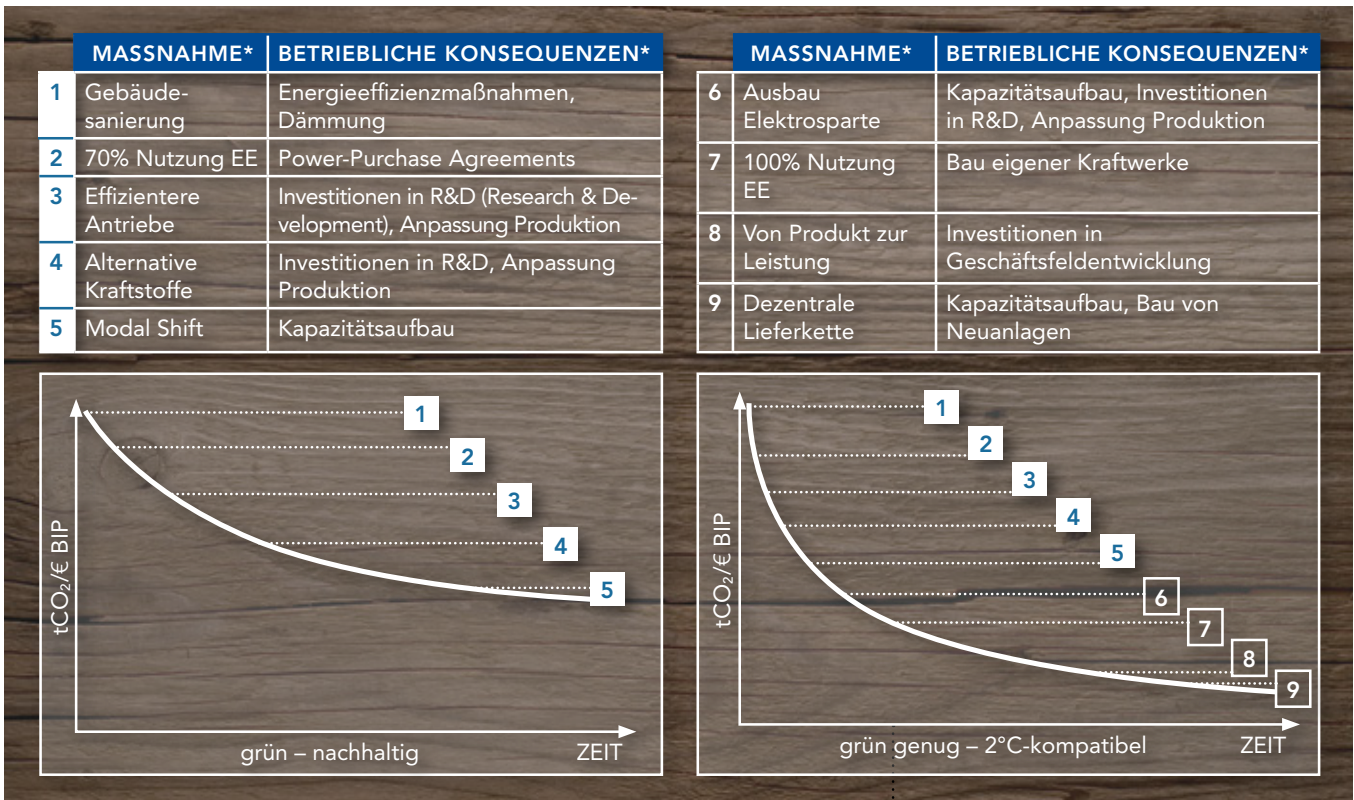 MASSNAHME* BETRIEBLICHE KONSEQUENZEN*
1 Gebäude- Energieeffizienzmaßnahmen,
sanierung Dämmung
2 70% Nutzung EE Power-Purchase Agreements
3 Effizientere Investitionen in R&D (Research & De-
Antriebe velopment), Anpassung Produktion
4 Alternative Investitionen in R&D, Anpassung
Kraftstoffe Produktion
5 Modal Shift Kapazitätsaufbau
MASSNAHME* BETRIEBLICHE KONSEQUENZEN*
6 Ausbau Kapazitätsaufbau, Investitionen
Elektrosparte in R&D, Anpassung Produktion
7 100% Nutzung Bau eigener Kraftwerke
EE
8 Von Produkt zur Investitionen in
Leistung Geschäftsfeldentwicklung
9 Dezentrale Kapazitätsaufbau, Bau von
Lieferkette Neuanlagen
tCO₂/€ BIP
1
2
3
4
5
grün – nachhaltig ZEIT
tCO₂/€ BIP
1
2
3
4
5
6
7
8
9
grün genug – 2°C-kompatibel ZEIT